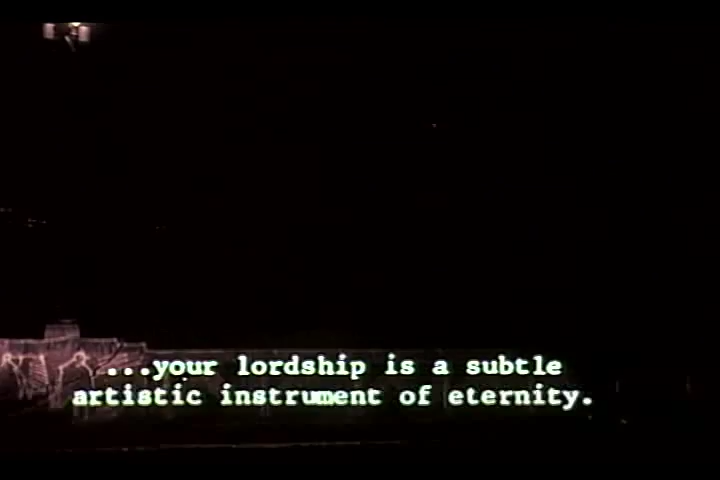 ...your lordship is a subtle
artistic instrument of eternity.